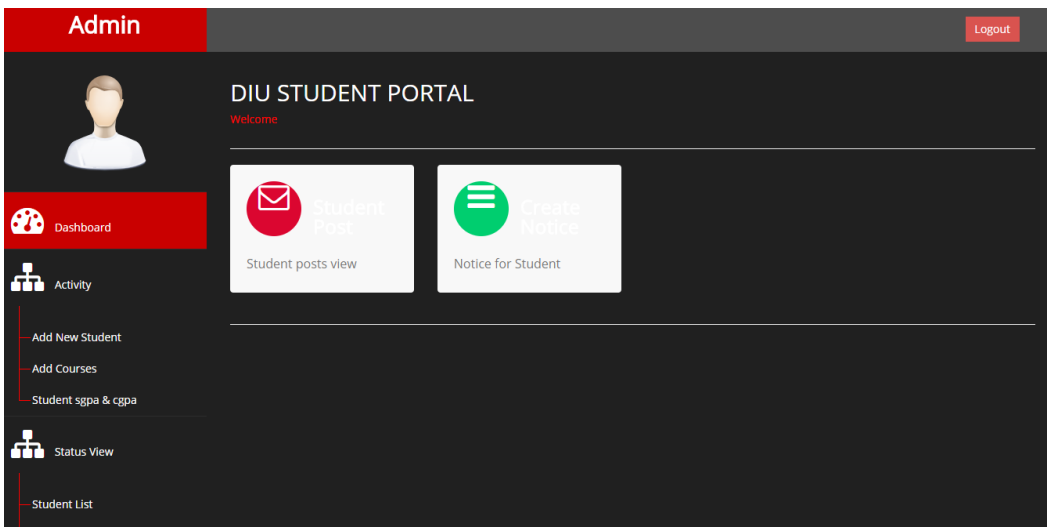 Admin
Logout
DIU STUDENT PORTAL
Welcome
Dashboard
Activity
Add New Student
Add Courses
Student sgpa & cgpa
Status View
Student List
Student
Post
Student posts view
Create
Notice
Notice for Student